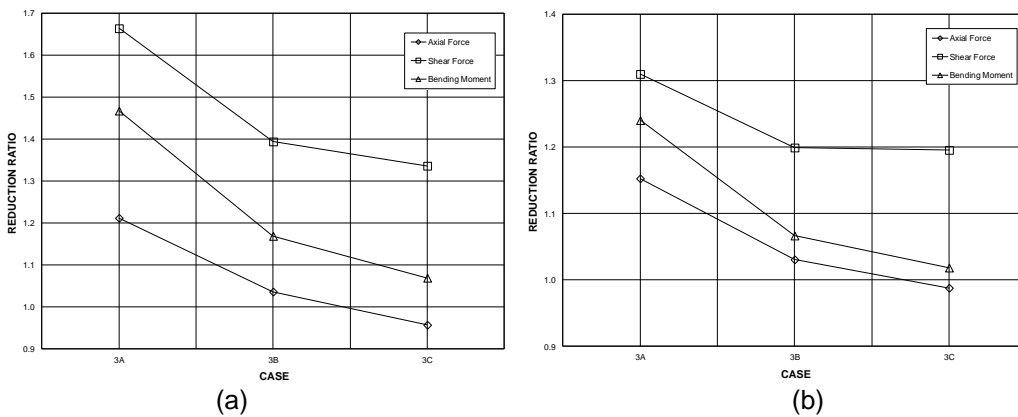 1.7
1.6
1.5
1.4
1.3
1.2
1.1
1.0
0.9
REDUCTION RATIO
Axial Force
Shear Force
Bending Moment
3A 3B 3C
CASE
(a)
1.4
1.3
1.2
1.1
1.0
0.9
REDUCTION RATIO
Axial Force
Shear Force
Bending Moment
3A 3B 3C
CASE
(b)